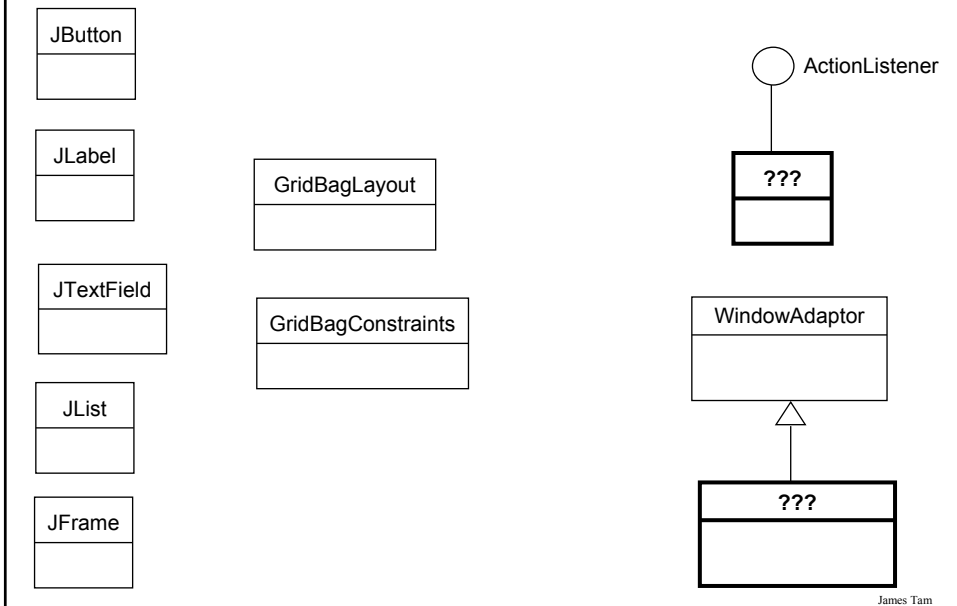 JButton
ActionListener
JLabel
???
GridBagLayout
JTextField
WindowAdaptor
GridBagConstraints
JList
???
JFrame
James Tam